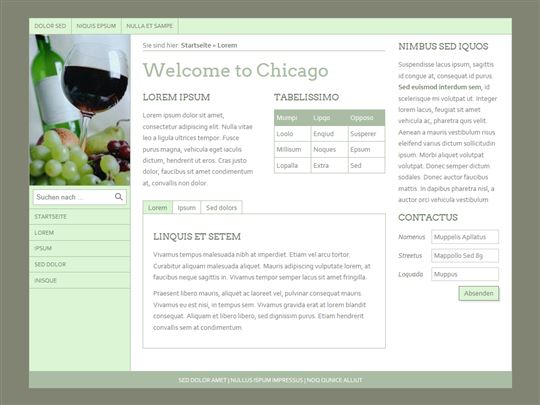 DOLOR SED NIQUIS EPSUM NULLA ET SAMPE
Suchen nach ...
STARTSEITE
LOREM
IPSUM
SED DOLOR
INISQUE
Sie sind hier: Startseite » Lorem
Welcome to Chicago
LOREM IPSUM
Lorem ipsum dolor sit amet,
consectetur adipiscing elit. Nulla vitae
leo a ligula ultrices tempor. Fusce
purus magna, vehicula eget iaculis
dictum, hendrerit ut eros. Cras justo
dolor, faucibus sit amet condimentum
at, convallis quis nunc.
TABELISSIMO
Mumpi Lipqo Opposo
Loolo Enqiud Susperer
Millisum Noques Epsum
Lopalla Extra Sed
Lorem Ipsum Sed dolors
LINQUIS ET SETEM
Vivamus tempus malesuada nibh at imperdiet. Etiam vel arcu tortor.
Curabitur aliquam malesuada aliquet. Mauris adipiscing vulputate lorem, at
faucibus neque sagittis in. Vivamus tempor semper lacus sit amet fringilla.
Praesent libero mauris, aliquet ac laoreet vel, pulvinar consequat mauris.
Vivamus eu est nisi, in tempus sem. Vivamus gravida erat at lorem blandit
consequat. Aliquam et libero libero, sed dignissim purus. Etiam hendrerit
convallis sem at condimentum.
NIMBUS SED IQUOS
Suspendisse lacus ipsum, sagittis
id congue at, consequat id purus.
Sed euismod interdum sem, id
scelerisque mi volutpat ut. Integer
lorem lacus, feugiat sit amet
vehicula ac, pharetra quis velit.
Aenean a mauris vestibulum risus
eleifend varius dictum sollicitudin
ipsum. Morbi aliquet volutpat
volutpat. Donec semper dictum
sodales. Donec auctor faucibus
mattis. In dapibus pharetra nisl, a
auctor orci vehicula vestibulum
CONTACTUS
Namenus Muppelis Apllatus
Streetus Mappollo Sed 89
Loquada Muppus
Absenden
SED DOLOR AMET | NULLUS ISPUM IMPRESSUS | NOQ QUNICE ALLIUT